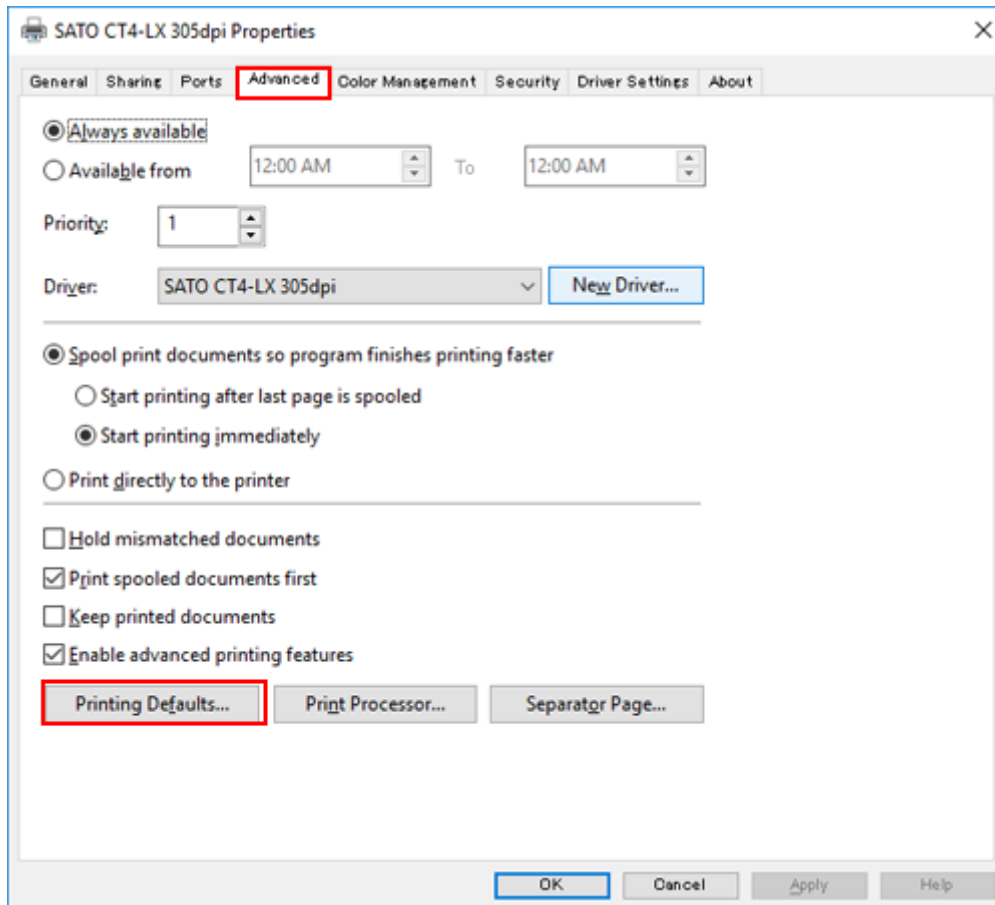 SATO CT4-LX 305dpi Properties
General Sharing Ports Advanced Color Management Security Driver Settings About
Always available
Available from 12:00 AM To 12:00 AM
Priority: 1
Driver: SATO CT4-LX 305dpi New Driver...
Spool print documents so program finishes printing faster
Start printing after last page is spooled
Start printing immediately
Print directly to the printer
Hold mismatched documents
Print spooled documents first
Keep printed documents
Enable advanced printing features
Printing Defaults... Print Processor... Separator Page...
OK Cancel Apply Help